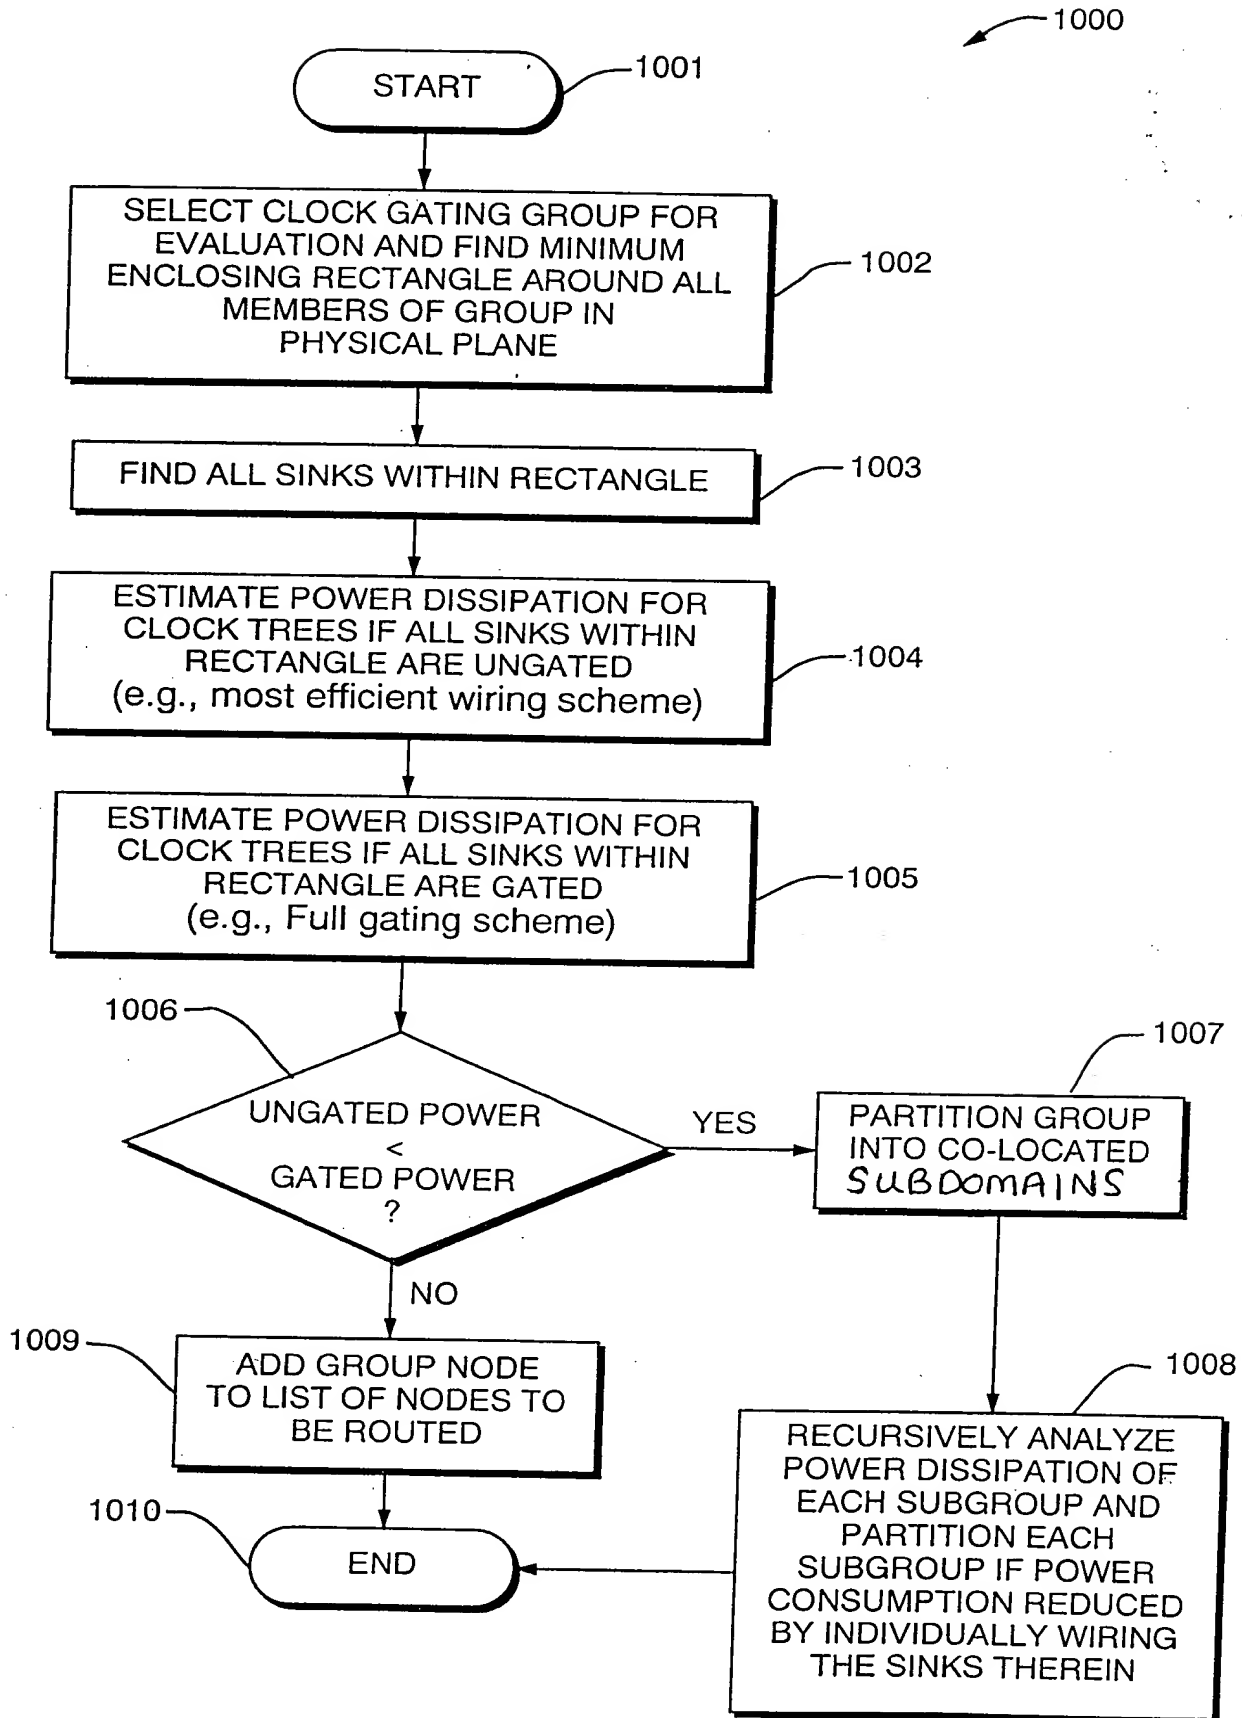 1000
START
1001
SELECT CLOCK GATING GROUP FOR
EVALUATION AND FIND MINIMUM
ENCLOSING RECTANGLE AROUND ALL
MEMBERS OF GROUP IN
PHYSICAL PLANE
1002
FIND ALL SINKS WITHIN RECTANGLE
1003
ESTIMATE POWER DISSIPATION FOR
CLOCK TREES IF ALL SINKS WITHIN
RECTANGLE ARE UNGATED
(e.g., most efficient wiring scheme)
1004
ESTIMATE POWER DISSIPATION FOR
CLOCK TREES IF ALL SINKS WITHIN
RECTANGLE ARE GATED
(e.g., Full gating scheme)
1005
1006
UNGATED POWER
<
GATED POWER
?
YES
NO
1007
PARTITION GROUP
INTO CO-LOCATED
SUBDOMAINS
1009
ADD GROUP NODE
TO LIST OF NODES TO
BE ROUTED
1008
RECURSIVELY ANALYZE
POWER DISSIPATION OF
EACH SUBGROUP AND
PARTITION EACH
SUBGROUP IF POWER
CONSUMPTION REDUCED
BY INDIVIDUALLY WIRING
THE SINKS THEREIN
1010
END